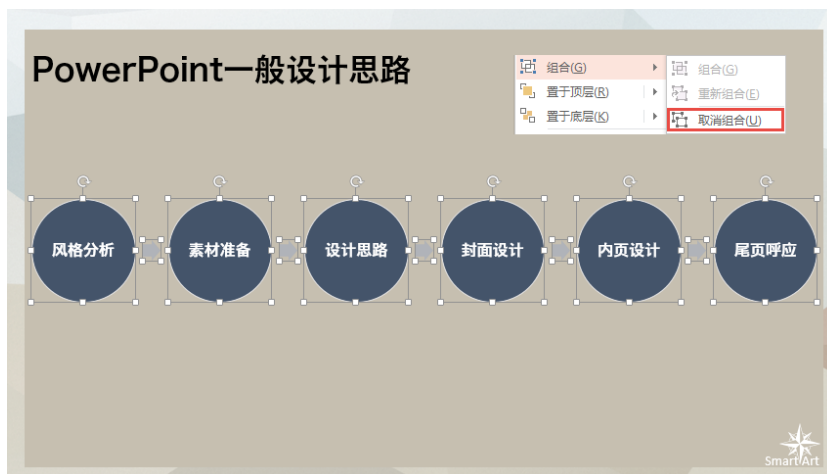 PowerPoint一般设计思路
组合(G)
置于顶层(R)
置于底层(K)
组合(G)
重新组合(E)
取消组合(U)
风格分析
素材准备
设计思路
封面设计
内页设计
尾页呼应
Smart Art